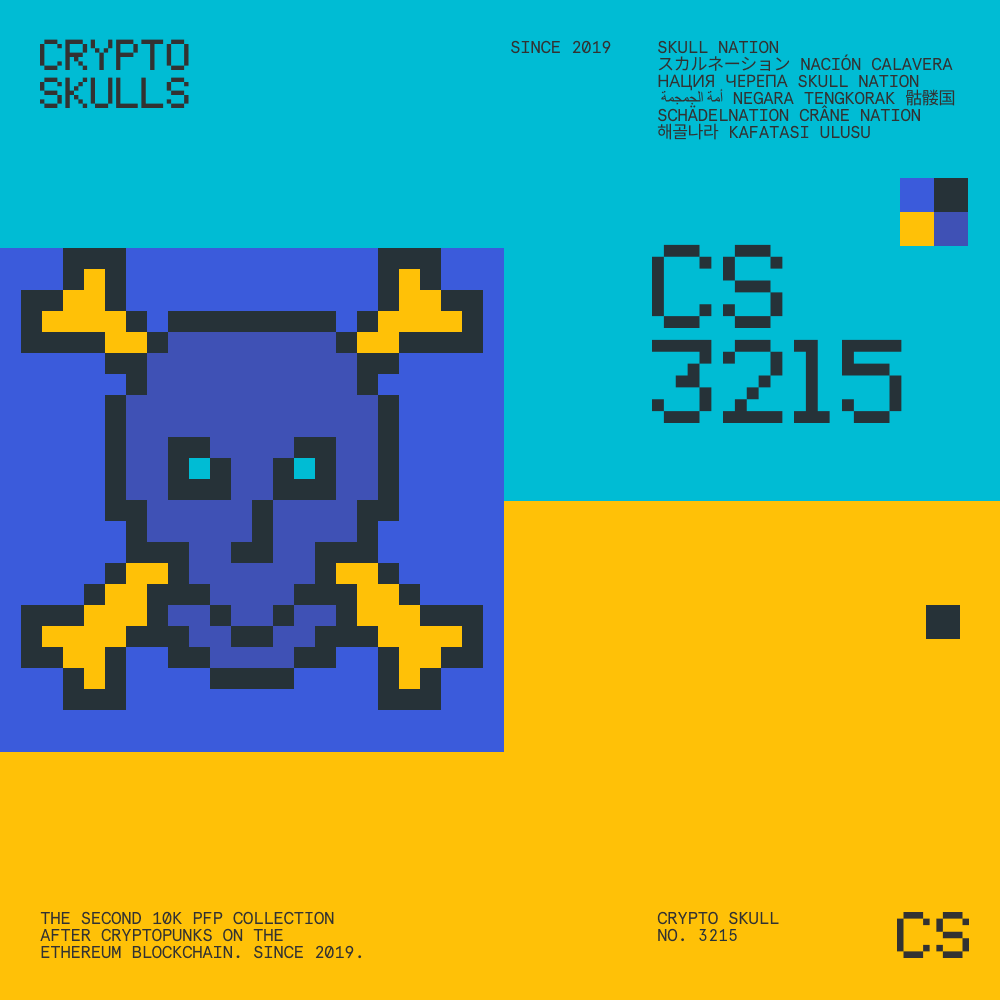 CRYPTO
SKULLS
SINCE 2019
SKULL NATION
スカルネーション NACIÓN CALAVERA
НАЦИЯ ЧЕРЕПА SKULL NATION
أمة الجمجمة NEGARA TENGKORAK 骷髅国
SCHÄDELNATION CRÂNE NATION
해골나라 KAFATASI ULUSU
CS
3215
THE SECOND 10K PFP COLLECTION
AFTER CRYPTOPUNKS ON THE
ETHEREUM BLOCKCHAIN. SINCE 2019.
CRYPTO SKULL
NO. 3215
CS